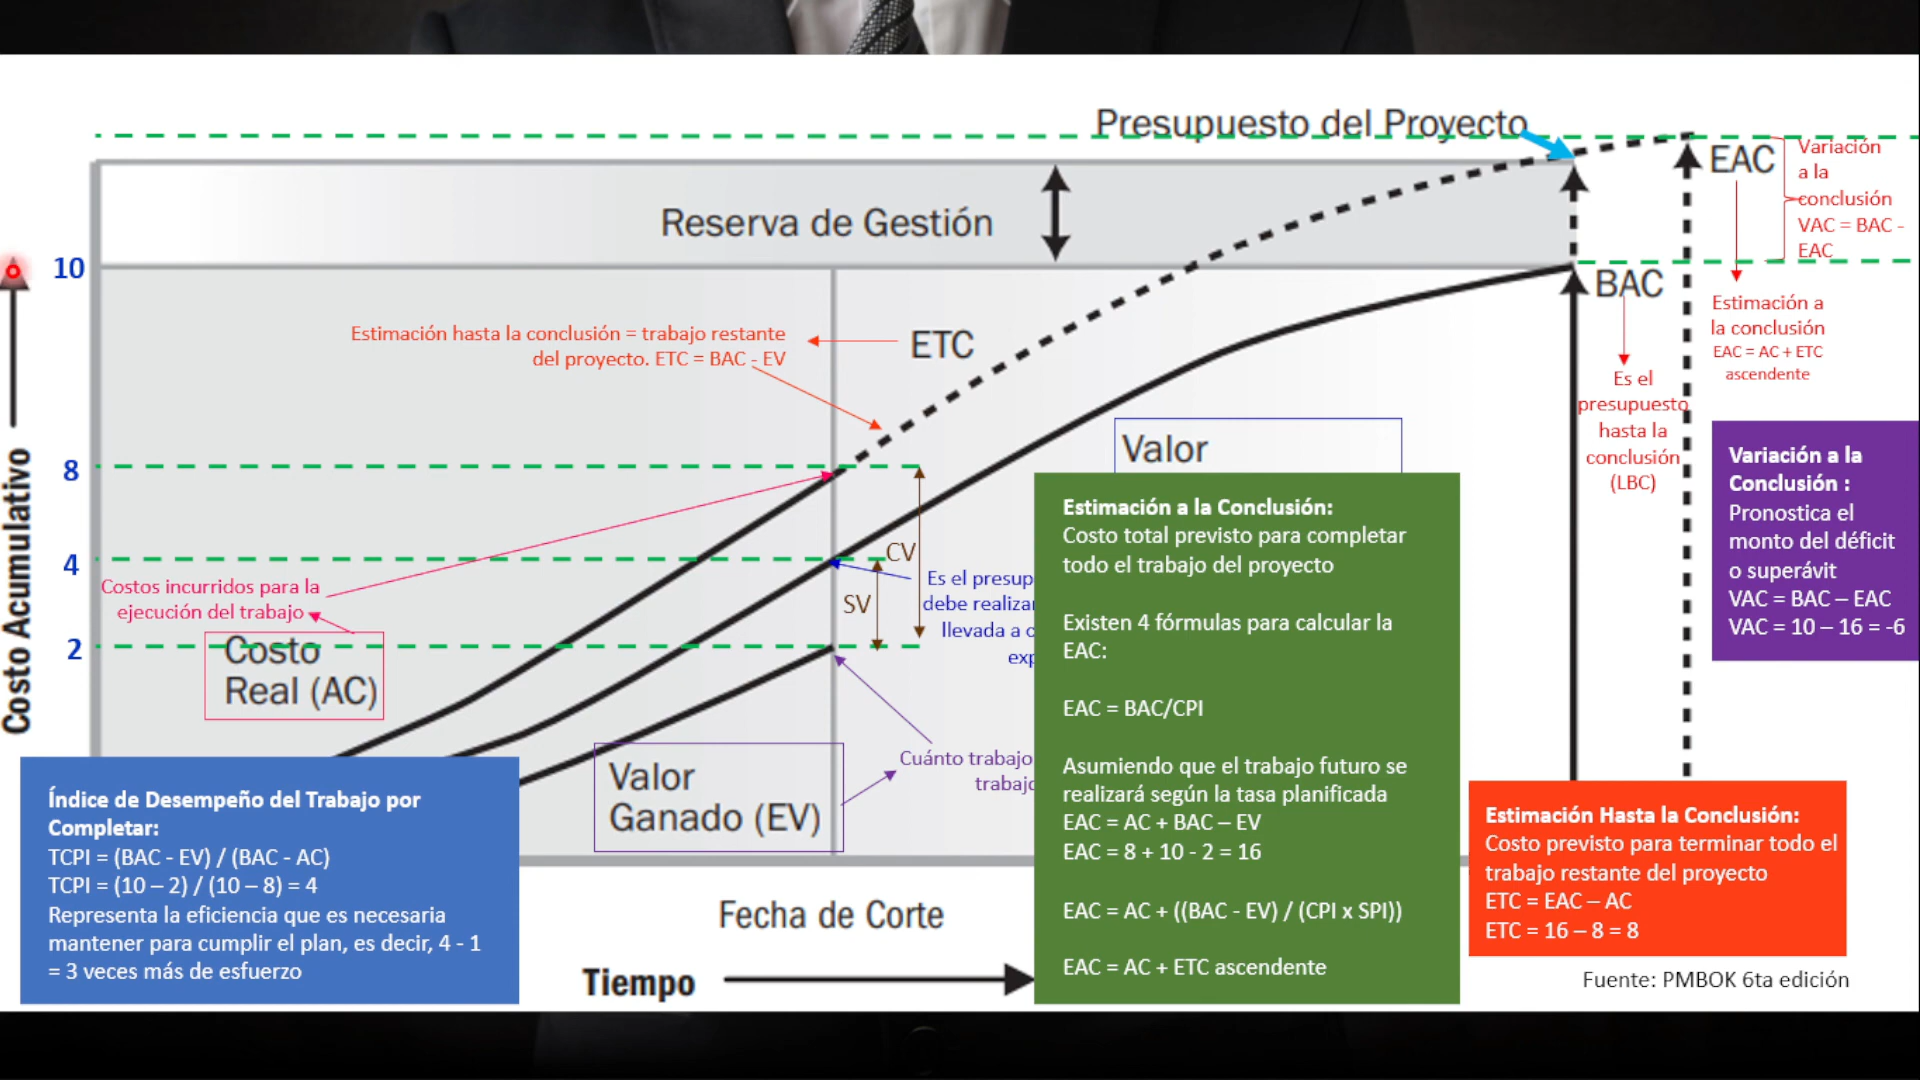 Presupuesto del Proyecto
EAC
Variación
a la
conclusión
VAC = BAC -
EAC
Reserva de Gestión
10
BAC
Estimación a
la conclusión
EAC = AC + ETC
ascendente
Estimación hasta la conclusión = trabajo restante
del proyecto. ETC = BAC - EV
ETC
Es el
presupuesto
hasta la
conclusión
(LBC)
Valor
8
Variación a la
Conclusión :
Pronostica el
monto del déficit
o superávit
VAC = BAC – EAC
VAC = 10 – 16 = -6
Costo Acumulativo
4
CV
SV
Costos incurridos para la
ejecución del trabajo
Es el presup
debe realizar
llevada a
exp
2
Costo
Real (AC)
Estimación a la Conclusión:
Costo total previsto para completar
todo el trabajo del proyecto
Existen 4 fórmulas para calcular la
EAC:
EAC = BAC/CPI
Asumiendo que el trabajo futuro se
realizará según la tasa planificada
EAC = AC + BAC – EV
EAC = 8 + 10 - 2 = 16
EAC = AC + ((BAC - EV) / (CPI x SPI))
EAC = AC + ETC ascendente
Valor
Ganado (EV)
Cuánto trabajo
trabajo
Índice de Desempeño del Trabajo por
Completar:
TCPI = (BAC - EV) / (BAC - AC)
TCPI = (10 – 2) / (10 – 8) = 4
Representa la eficiencia que es necesaria
mantener para cumplir el plan, es decir, 4 - 1
= 3 veces más de esfuerzo
Estimación Hasta la Conclusión:
Costo previsto para terminar todo el
trabajo restante del proyecto
ETC = EAC – AC
ETC = 16 – 8 = 8
Fecha de Corte
Tiempo
Fuente: PMBOK 6ta edición